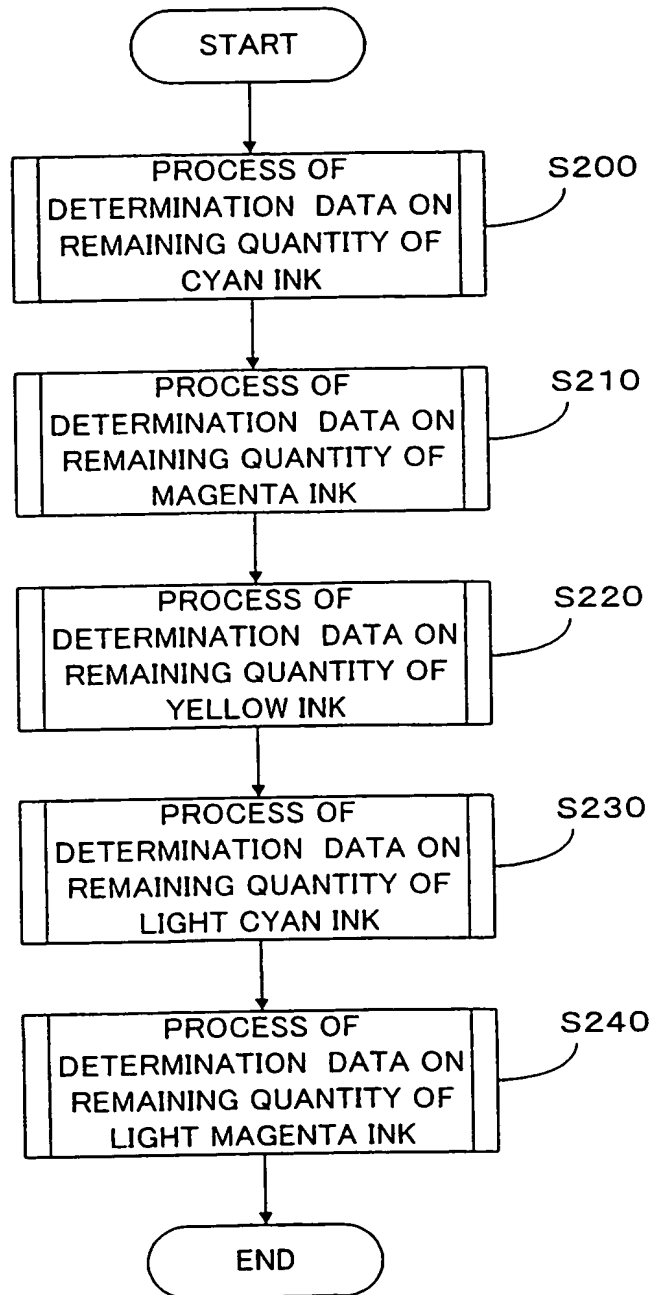 START
PROCESS OF
DETERMINATION DATA ON
REMAINING QUANTITY OF
CYAN INK
S200
PROCESS OF
DETERMINATION DATA ON
REMAINING QUANTITY OF
MAGENTA INK
S210
PROCESS OF
DETERMINATION DATA ON
REMAINING QUANTITY OF
YELLOW INK
S220
PROCESS OF
DETERMINATION DATA ON
REMAINING QUANTITY OF
LIGHT CYAN INK
S230
PROCESS OF
DETERMINATION DATA ON
REMAINING QUANTITY OF
LIGHT MAGENTA INK
S240
END